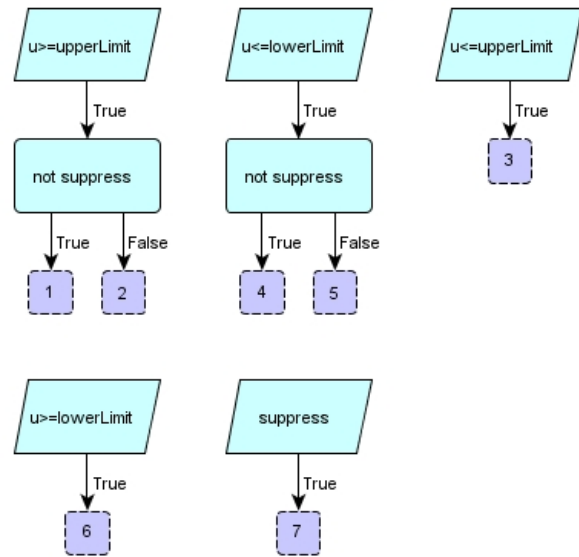 u>=upperLimit
u<=lowerLimit
u<=upperLimit
True
True
True
not suppress
not suppress
3
True
False
True
False
1
2
4
5
u>=lowerLimit
suppress
True
True
6
7